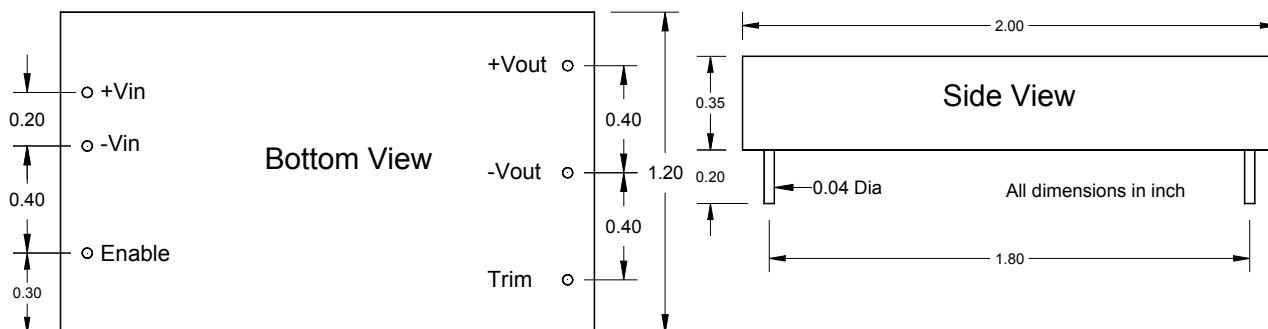 +Vin
0.20
-Vin
0.40
Enable
0.30
Bottom View
+Vout
0.40
-Vout
0.40
Trim
1.20
2.00
0.35
Side View
0.20
0.04 Dia
All dimensions in inch
1.80